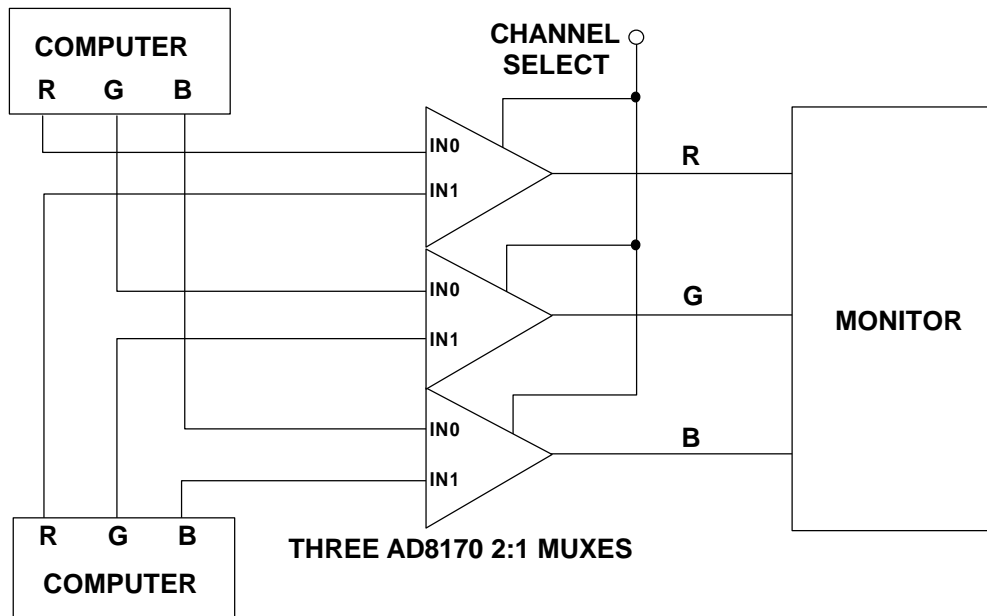 COMPUTER
R G B
CHANNEL
SELECT
IN0
IN1
R
IN0
IN1
G
MONITOR
IN0
IN1
B
R G B
COMPUTER
THREE AD8170 2:1 MUXES